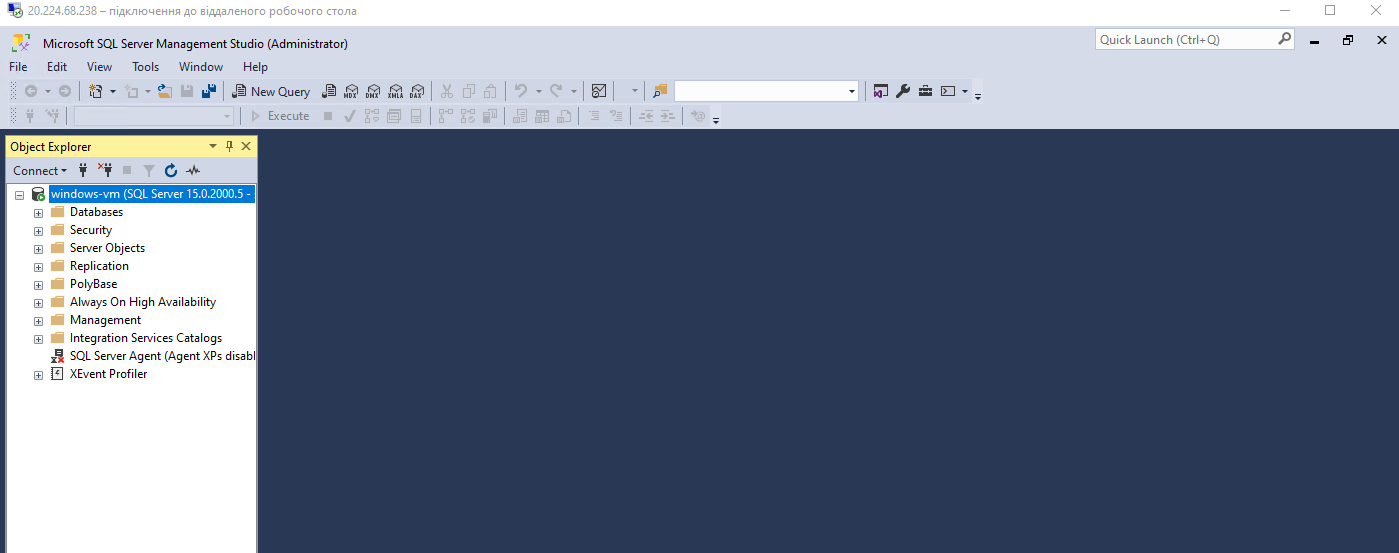 20.224.68.238 – підключення до віддаленого робочого стола
Microsoft SQL Server Management Studio (Administrator)
Quick Launch (Ctrl+Q)
File Edit View Tools Window Help
New Query MDX DMX XMLA DAX
Execute
Object Explorer
Connect
windows-vm (SQL Server 15.0.2000.5 -
Databases
Security
Server Objects
Replication
PolyBase
Always On High Availability
Management
Integration Services Catalogs
SQL Server Agent (Agent XPs disabl
XEvent Profiler